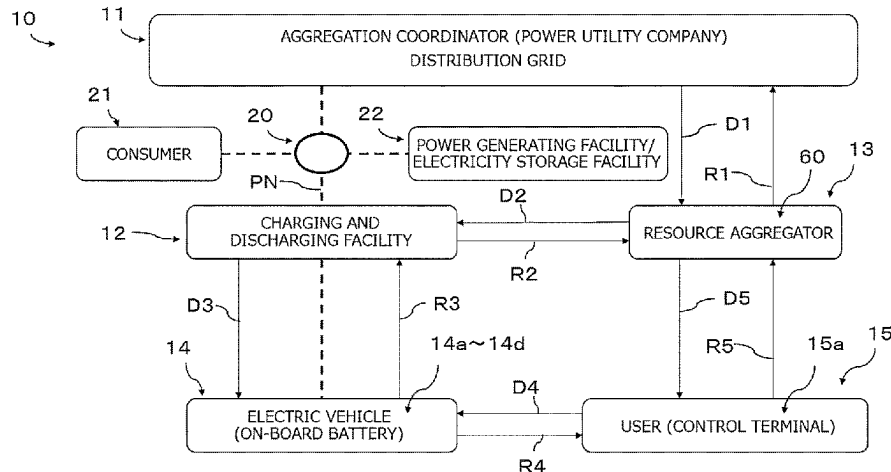 10
11
AGGREGATION COORDINATOR (POWER UTILITY COMPANY)
DISTRIBUTION GRID
21
CONSUMER
20
22
POWER GENERATING FACILITY/
ELECTRICITY STORAGE FACILITY
D1
R1
60
13
PN
12
CHARGING AND
DISCHARGING FACILITY
D2
R2
RESOURCE AGGREGATOR
D3
R3
D5
R5
14
14a~14d
15a
15
ELECTRIC VEHICLE
(ON-BOARD BATTERY)
D4
R4
USER (CONTROL TERMINAL)